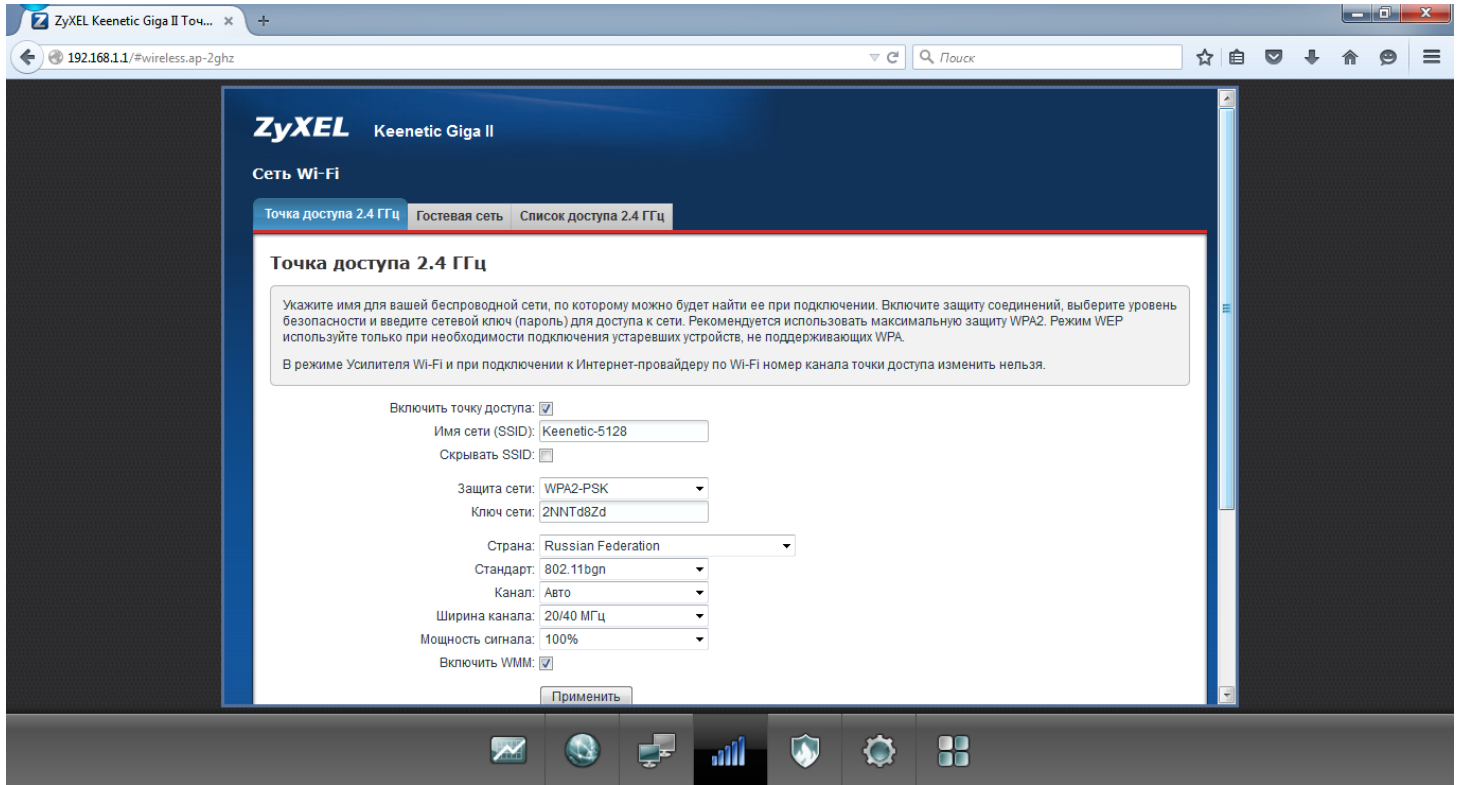 ZyXEL Keenetic Giga II Точ...
192.168.1.1/#wireless.ap-2ghz
Поиск
ZyXEL Keenetic Giga II
Сеть Wi-Fi
Точка доступа 2.4 ГГц Гостевая сеть Список доступа 2.4 ГГц
Точка доступа 2.4 ГГц
Укажите имя для вашей беспроводной сети, по которому можно будет найти ее при подключении. Включите защиту соединений, выберите уровень
безопасности и введите сетевой ключ (пароль) для доступа к сети. Рекомендуется использовать максимальную защиту WPA2. Режим WEP
используйте только при необходимости подключения устаревших устройств, не поддерживающих WPA.
В режиме Усилителя Wi-Fi и при подключении к Интернет-провайдеру по Wi-Fi номер канала точки доступа изменить нельзя.
Включить точку доступа:
Имя сети (SSID): Keenetic-5128
Скрывать SSID:
Защита сети: WPA2-PSK
Ключ сети: 2NNTd8Zd
Страна: Russian Federation
Стандарт: 802.11bgn
Канал: Авто
Ширина канала: 20/40 МГц
Мощность сигнала: 100%
Включить WMM:
Применить